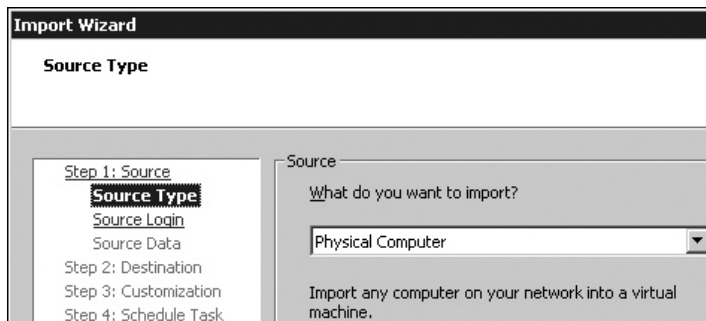 Import Wizard
Source Type
Step 1: Source
Source Type
Source Login
Source Data
Step 2: Destination
Step 3: Customization
Step 4: Schedule Task
Source
What do you want to import?
Physical Computer
Import any computer on your network into a virtual
machine.